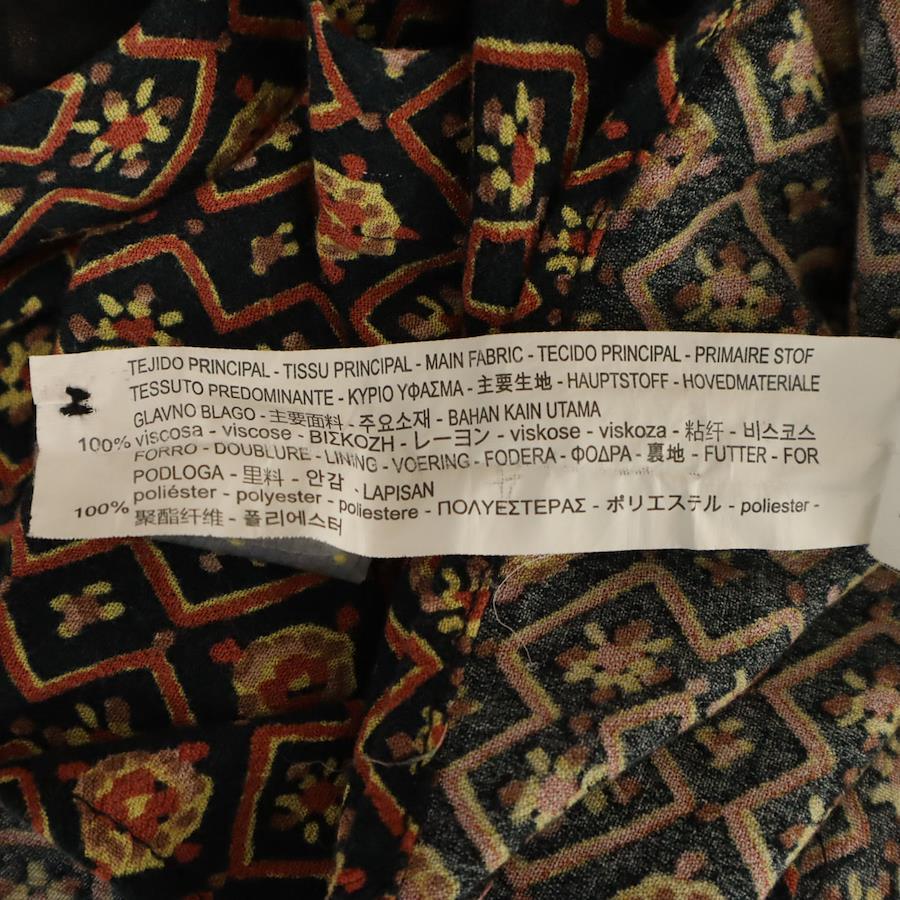 TEJIDO PRINCIPAL - TISSU PRINCIPAL - MAIN FABRIC - TECIDO PRINCIPAL - PRIMAIRE STOF
TESSUTO PREDOMINANTE - ΚΥΡΙΟ ΥΦΑΣΜΑ - 主要生地 - HAUPTSTOFF - HOVEDMATERIALE
GLAVNO BLAGO - 主要面料 - 주요소재 - BAHAN KAIN UTAMA
100% viscosa - viscose - ΒΙΣΚΟΖΗ - レーヨン - viskose - viskoza - 粘纤 - 비스코스
FORRO - DOUBLURE - LINING - VOERING - FODERA - ΦΟΔΡΑ - 裏地 - FUTTER - FOR
PODLOGA - 里料 - 안감 - LAPISAN
100% poliéster - polyester - poliestere - ΠΟΛΥΕΣΤΕΡΑΣ - ポリエステル - poliester -
聚酯纤维 - 폴리에스터